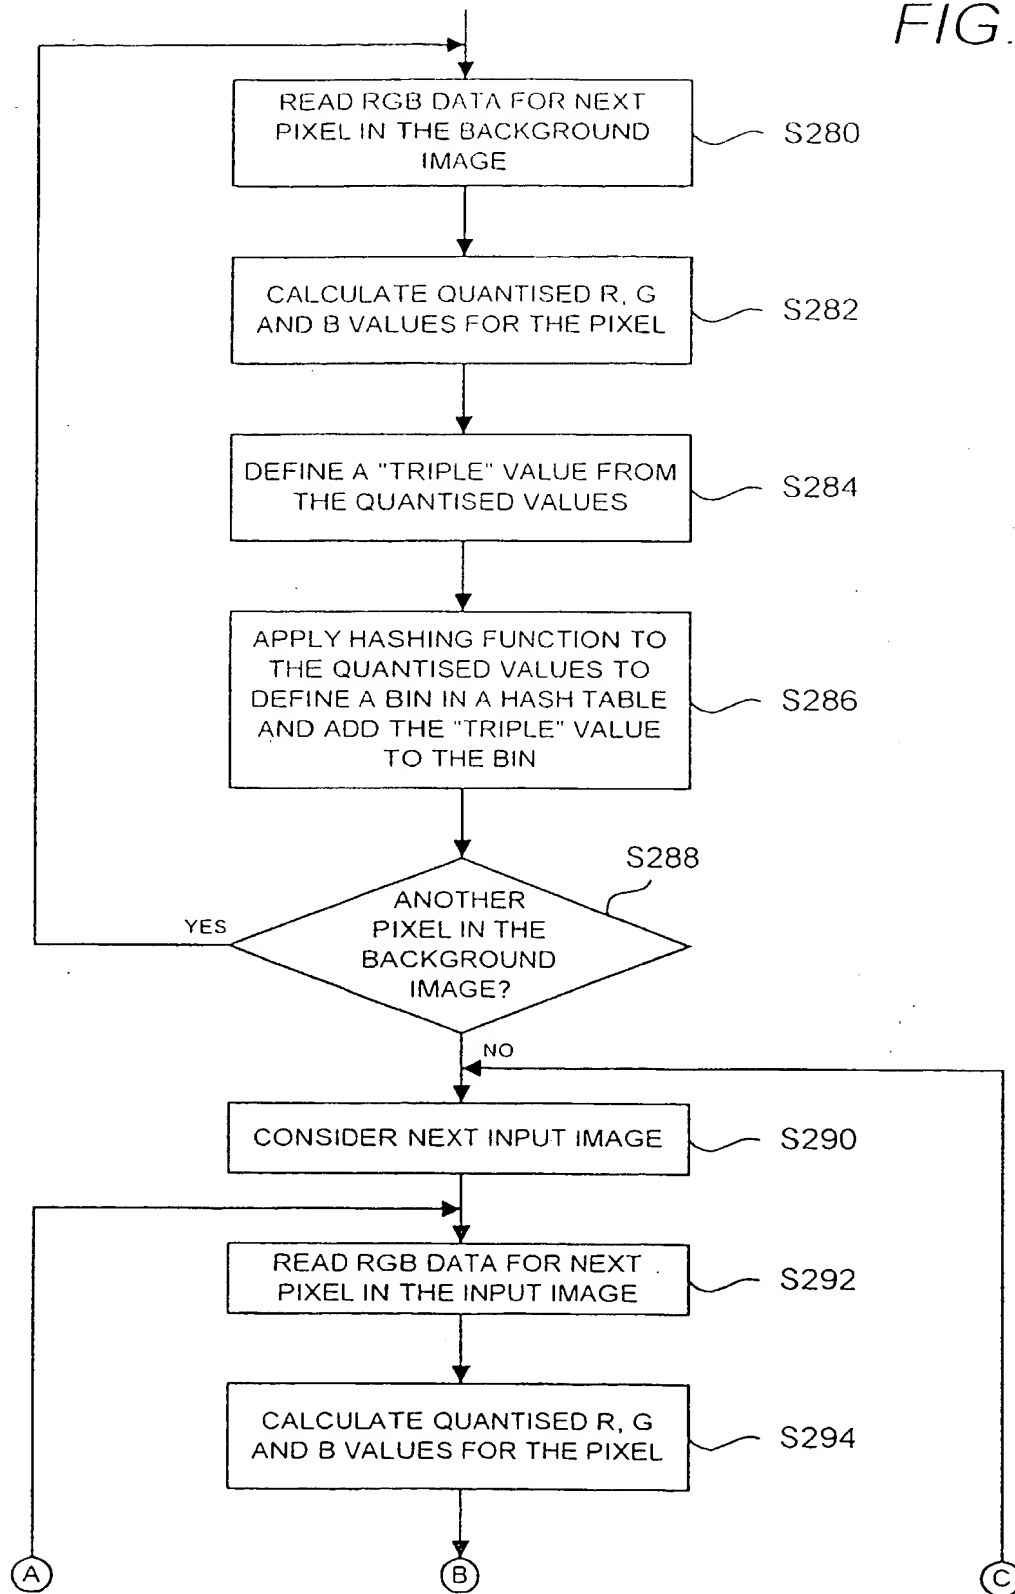 FIG.
READ RGB DATA FOR NEXT
PIXEL IN THE BACKGROUND
IMAGE
S280
CALCULATE QUANTISED R, G
AND B VALUES FOR THE PIXEL
S282
DEFINE A "TRIPLE" VALUE FROM
THE QUANTISED VALUES
S284
APPLY HASHING FUNCTION TO
THE QUANTISED VALUES TO
DEFINE A BIN IN A HASH TABLE
AND ADD THE "TRIPLE" VALUE
TO THE BIN
S286
S288
ANOTHER
PIXEL IN THE
BACKGROUND
IMAGE?
YES
NO
CONSIDER NEXT INPUT IMAGE
S290
READ RGB DATA FOR NEXT
PIXEL IN THE INPUT IMAGE
S292
CALCULATE QUANTISED R, G
AND B VALUES FOR THE PIXEL
S294
A
B
C